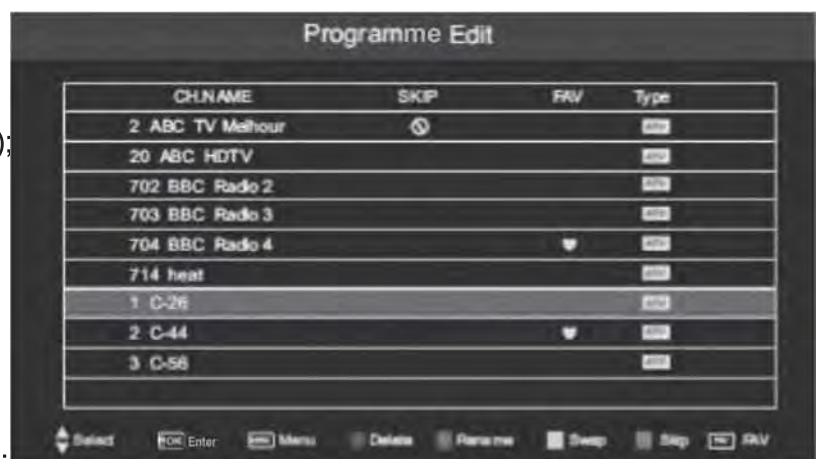 Programme Edit
CH.NAME SKIP FAV Type
2 ABC TV Melhour
);
20 ABC HDTV
702 BBC Radio 2
703 BBC Radio 3
704 BBC Radio 4
714 heat
1 C-26
2 C-44
3 C-56
Select OK Enter Menu Delete Rename Swap Skip FAV
.